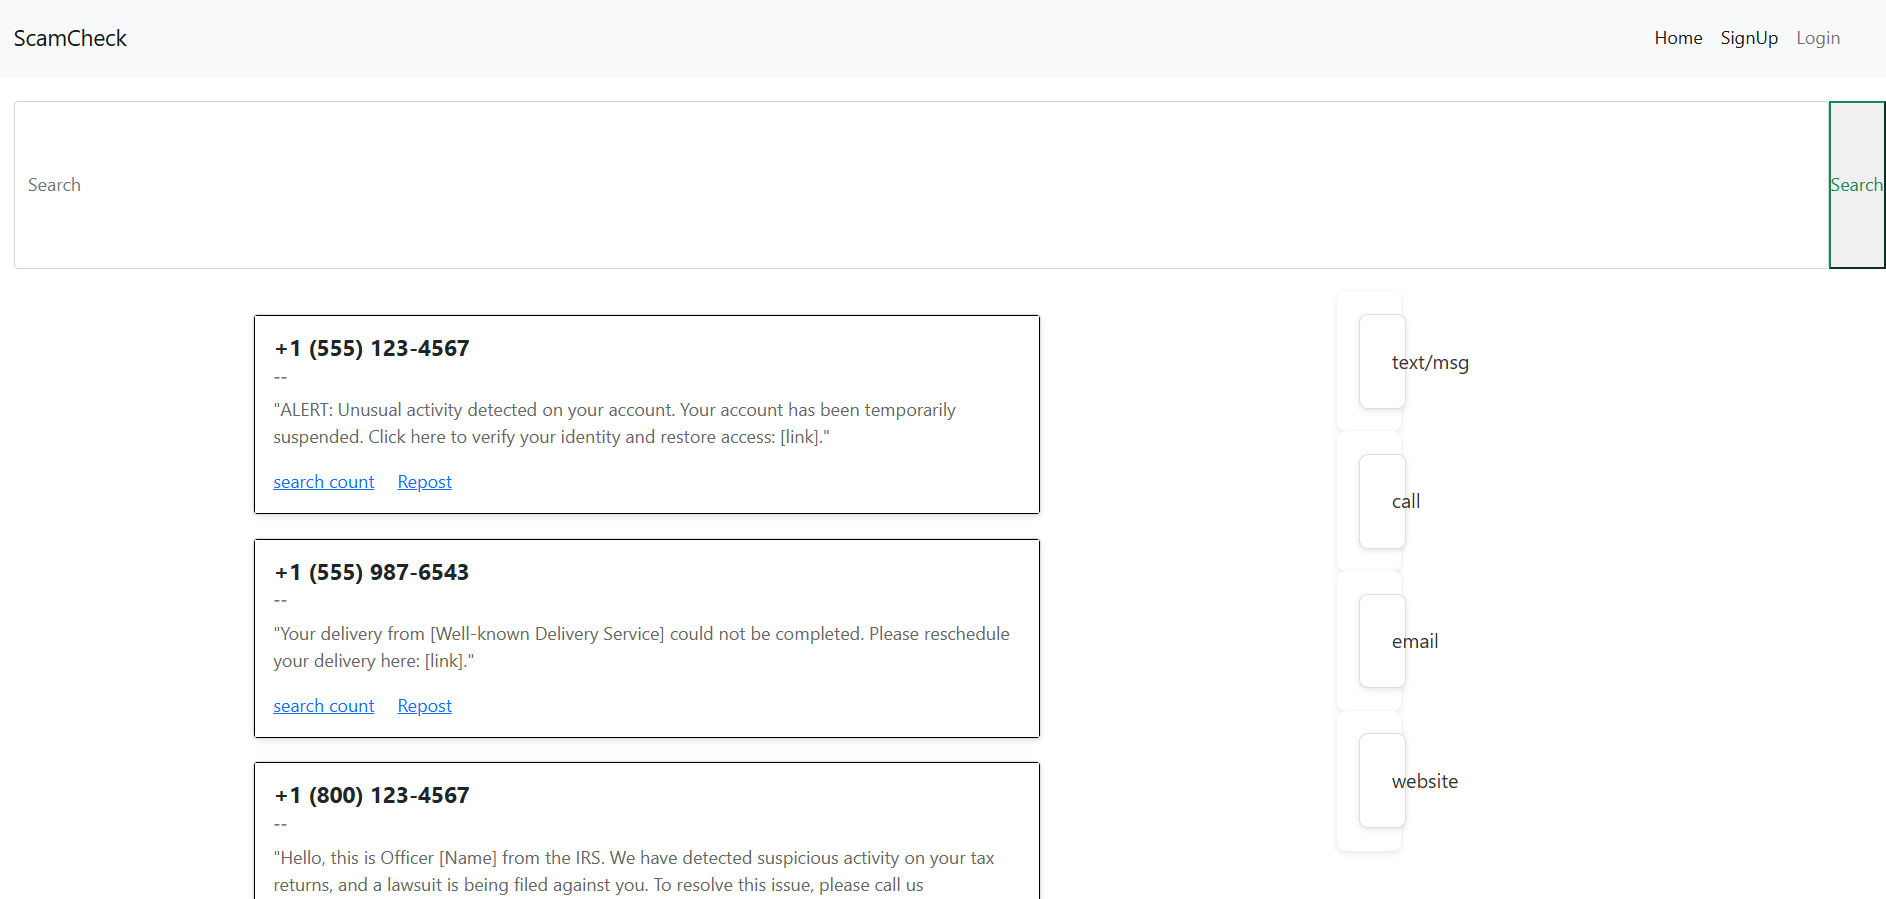 ScamCheck
Home SignUp Login
Search
Search
+1 (555) 123-4567
--
"ALERT: Unusual activity detected on your account. Your account has been temporarily
suspended. Click here to verify your identity and restore access: [link]."
search count Repost
+1 (555) 987-6543
--
"Your delivery from [Well-known Delivery Service] could not be completed. Please reschedule
your delivery here: [link]."
search count Repost
+1 (800) 123-4567
--
"Hello, this is Officer [Name] from the IRS. We have detected suspicious activity on your tax
returns, and a lawsuit is being filed against you. To resolve this issue, please call us
text/msg
call
email
website